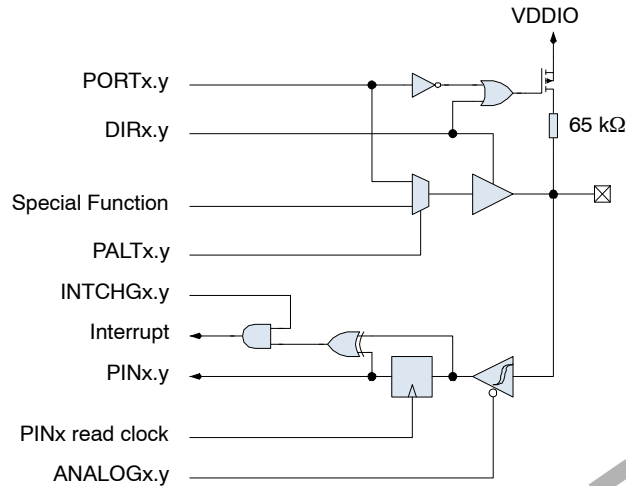 VDDIO
PORTx.y
DIRx.y
65 kΩ
Special Function
PALTx.y
INTCHGx.y
Interrupt
PINx.y
PINx read clock
ANALOGx.y